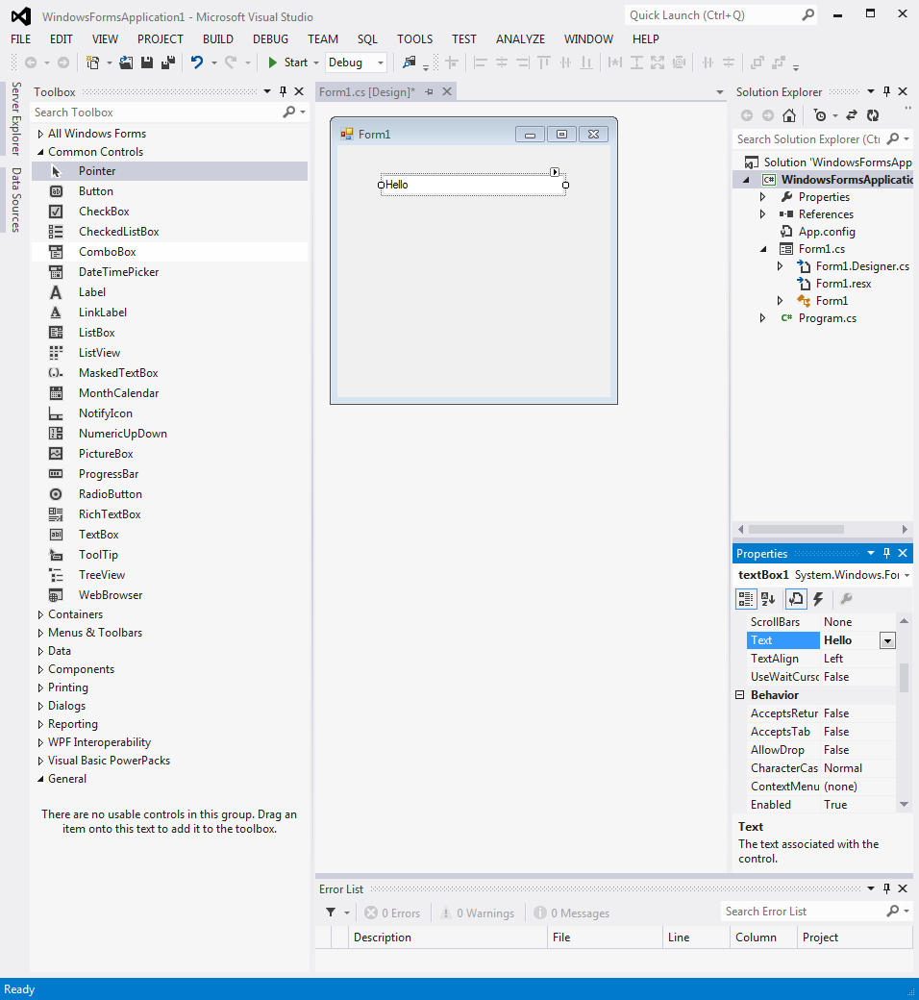 WindowsFormsApplication1 - Microsoft Visual Studio
Quick Launch (Ctrl+Q)
FILE EDIT VIEW PROJECT BUILD DEBUG TEAM SQL TOOLS TEST ANALYZE WINDOW HELP
Start Debug
Server Explorer
Data Sources
Toolbox
Search Toolbox
All Windows Forms
Common Controls
Pointer
Button
CheckBox
CheckedListBox
ComboBox
DateTimePicker
Label
LinkLabel
ListBox
ListView
MaskedTextBox
MonthCalendar
NotifyIcon
NumericUpDown
PictureBox
ProgressBar
RadioButton
RichTextBox
TextBox
ToolTip
TreeView
WebBrowser
Containers
Menus & Toolbars
Data
Components
Printing
Dialogs
Reporting
WPF Interoperability
Visual Basic PowerPacks
General
There are no usable controls in this group. Drag an
item onto this text to add it to the toolbox.
Form1.cs [Design]*
Form1
Hello
Solution Explorer
Search Solution Explorer (Ctr
Solution 'WindowsFormsApp
WindowsFormsApplicatic
Properties
References
App.config
Form1.cs
Form1.Designer.cs
Form1.resx
Form1
Program.cs
Properties
textBox1 System.Windows.For
ScrollBars None
Text Hello
TextAlign Left
UseWaitCurso False
Behavior
AcceptsRetur False
AcceptsTab False
AllowDrop False
CharacterCas Normal
ContextMenu (none)
Enabled True
Text
The text associated with the
control.
Error List
0 Errors 0 Warnings 0 Messages
Search Error List
Description File Line Column Project
Ready